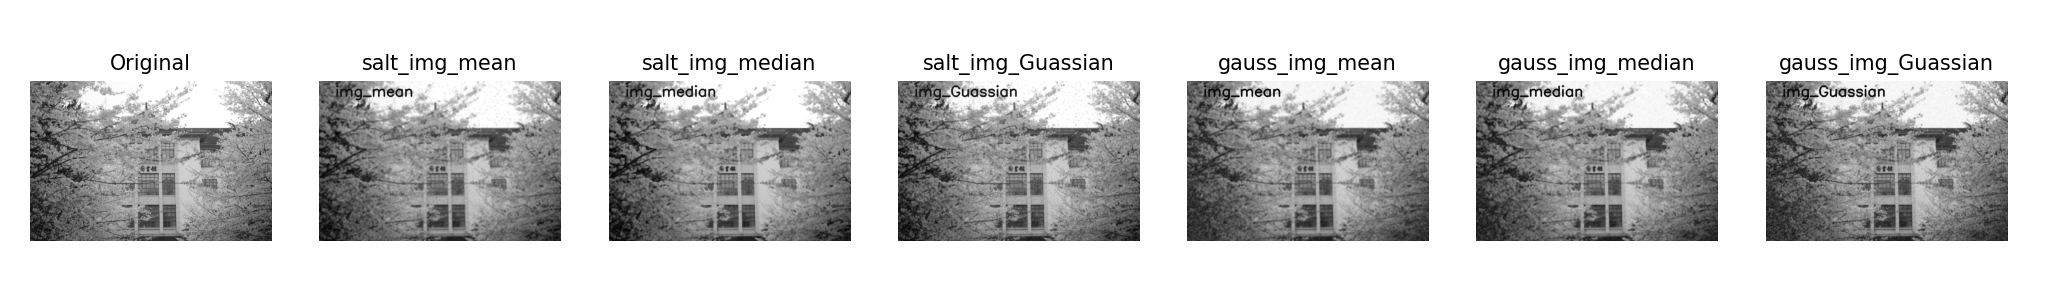 Original
salt_img_mean
salt_img_median
salt_img_Guassian
gauss_img_mean
gauss_img_median
gauss_img_Guassian
img_mean
img_median
img_Guassian
img_mean
img_median
img_Guassian